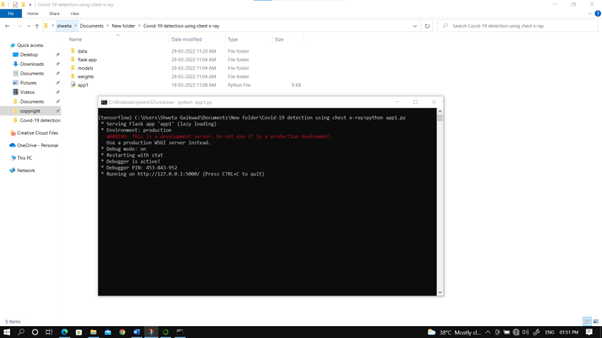 Covid-19 detection using chest x-ray
File Home Share View
shweta > Documents > New folder > Covid-19 detection using chest x-ray
Search Covid-19 detection using chest x-ray
Name Date modified Type Size
Quick access
Desktop
Downloads
Documents
Pictures
Videos
Documents
copyright
Covid-19 detection
Creative Cloud Files
OneDrive - Personal
This PC
Network
data 29-03-2022 11:20 AM File folder
flask app 29-03-2022 11:04 AM File folder
models 29-03-2022 11:04 AM File folder
weights 29-03-2022 11:04 AM File folder
app1 19-03-2022 11:08 AM Python File 9 KB
C:\Windows\system32\cmd.exe - python app1.py
(tensorflow) C:\Users\Shweta Gaikwad\Documents\New folder\Covid-19 detection using chest x-ray>python app1.py
* Serving Flask app 'app1' (lazy loading)
* Environment: production
WARNING: This is a development server. Do not use it in a production deployment.
Use a production WSGI server instead.
* Debug mode: on
* Restarting with stat
* Debugger is active!
* Debugger PIN: 453-843-952
* Running on http://127.0.0.1:5000/ (Press CTRL+C to quit)
5 items
38°C Mostly cl... ENG 01:51 PM